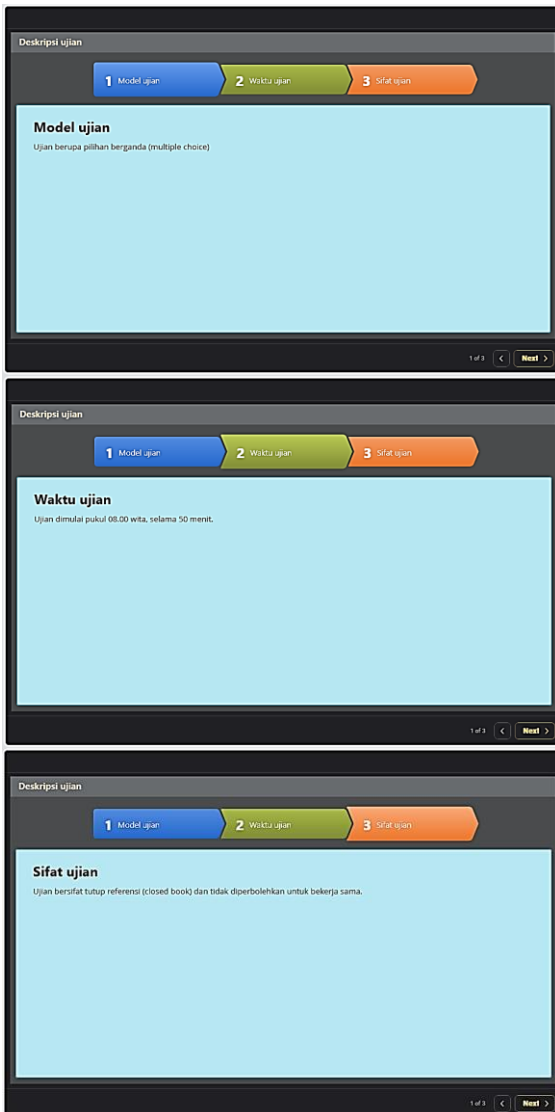 Deskripsi ujian
1 Model ujian 2 Waktu ujian 3 Sifat ujian
Model ujian
Ujian berupa pilihan berganda (multiple choice)
1 of 3 < Next >
Deskripsi ujian
1 Model ujian 2 Waktu ujian 3 Sifat ujian
Waktu ujian
Ujian dimulai pukul 08.00 wita, selama 50 menit.
1 of 3 < Next >
Deskripsi ujian
1 Model ujian 2 Waktu ujian 3 Sifat ujian
Sifat ujian
Ujian bersifat tutup referensi (closed book) dan tidak diperbolehkan untuk bekerja sama.
1 of 3 < Next >